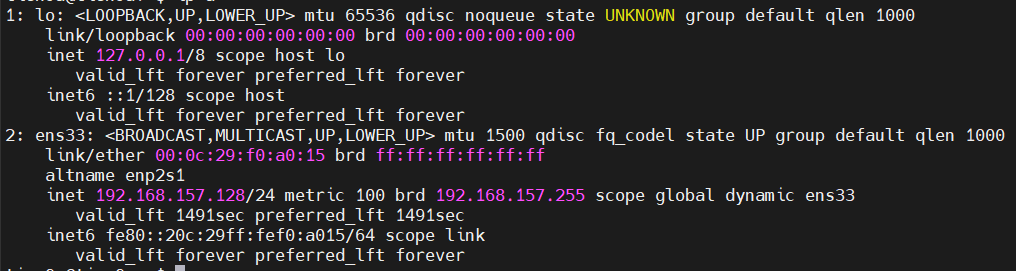 1: lo: <LOOPBACK,UP,LOWER_UP> mtu 65536 qdisc noqueue state UNKNOWN group default qlen 1000
    link/loopback 00:00:00:00:00:00 brd 00:00:00:00:00:00
    inet 127.0.0.1/8 scope host lo
       valid_lft forever preferred_lft forever
    inet6 ::1/128 scope host
       valid_lft forever preferred_lft forever
2: ens33: <BROADCAST,MULTICAST,UP,LOWER_UP> mtu 1500 qdisc fq_codel state UP group default qlen 1000
    link/ether 00:0c:29:f0:a0:15 brd ff:ff:ff:ff:ff:ff
    altname enp2s1
    inet 192.168.157.128/24 metric 100 brd 192.168.157.255 scope global dynamic ens33
       valid_lft 1491sec preferred_lft 1491sec
    inet6 fe80::20c:29ff:fef0:a015/64 scope link
       valid_lft forever preferred_lft forever